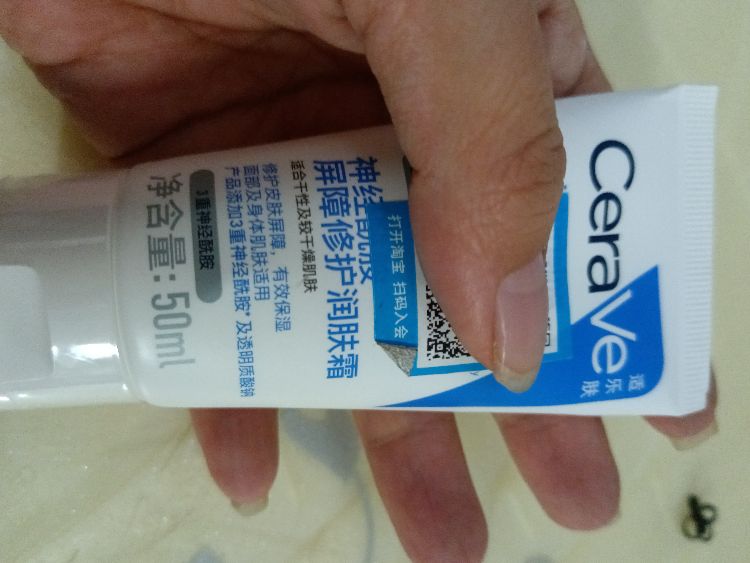 CeraVe
适乐肤
打开淘宝 扫码入会
神经酰胺
屏障修护润肤霜
适合干性及较干燥肌肤
修护皮肤屏障，有效保湿
面部及身体肌肤适用
产品添加3重神经酰胺* 及透明质酸钠
3重神经酰胺
净含量：50ml